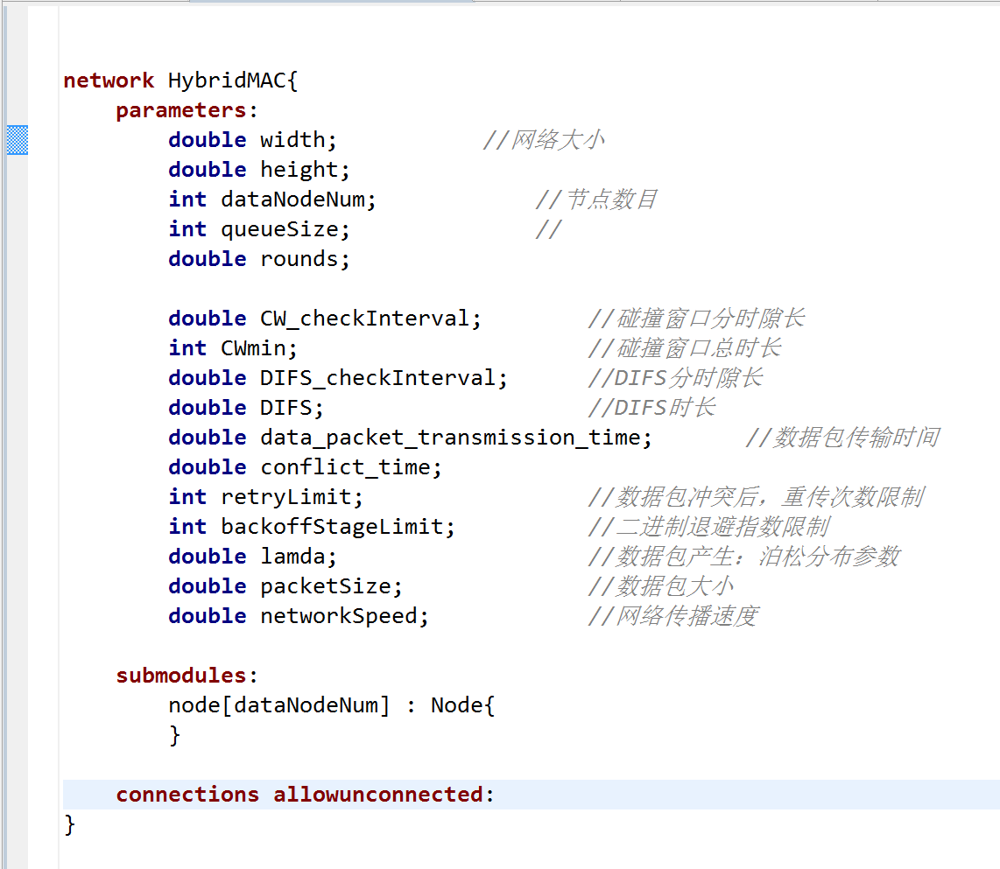 network HybridMAC{
parameters:
double width; //网络大小
double height;
int dataNodeNum; //节点数目
int queueSize; //
double rounds;
double CW_checkInterval; //碰撞窗口分时隙长
int CWmin; //碰撞窗口总时长
double DIFS_checkInterval; //DIFS分时隙长
double DIFS; //DIFS时长
double data_packet_transmission_time; //数据包传输时间
double conflict_time;
int retryLimit; //数据包冲突后，重传次数限制
int backoffStageLimit; //二进制退避指数限制
double lamda; //数据包产生：泊松分布参数
double packetSize; //数据包大小
double networkSpeed; //网络传播速度
submodules:
node[dataNodeNum] : Node{
}
connections allowunconnected:
}